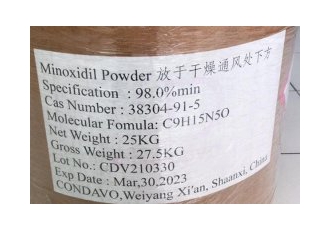 Minoxidil Powder 放于干燥通风处下方
Specification : 98.0%min
Cas Number : 38304-91-5
Molecular Fomula: C9H15N5O
Net Weight : 25KG
Gross Weight : 27.5KG
Lot No.: CDV210330
Exp Date : Mar,30,2023
CONDAVO,Weiyang Xi'an, Shaanxi, China